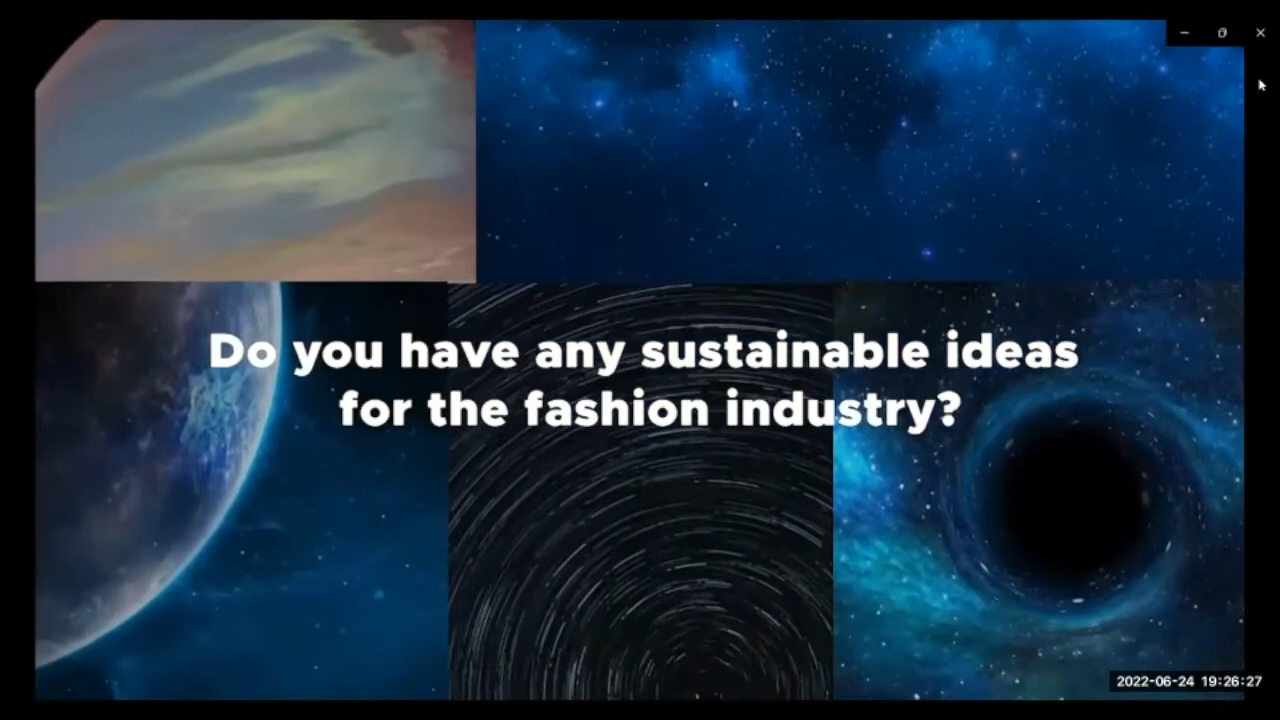 Do you have any sustainable ideas
for the fashion industry?
2022-06-24 19:26:27